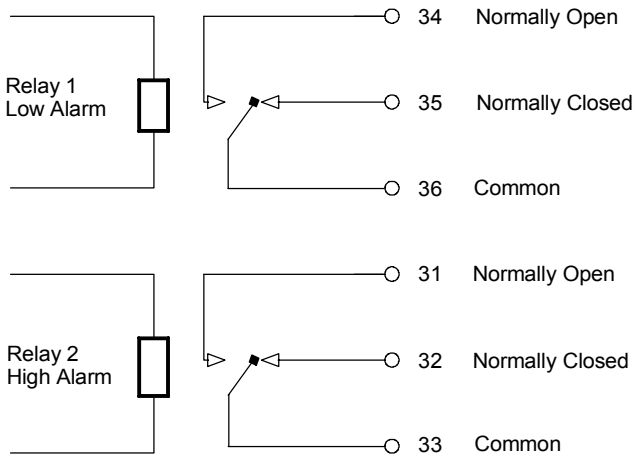 34 Normally Open
Relay 1
Low Alarm
35 Normally Closed
36 Common
31 Normally Open
Relay 2
High Alarm
32 Normally Closed
33 Common